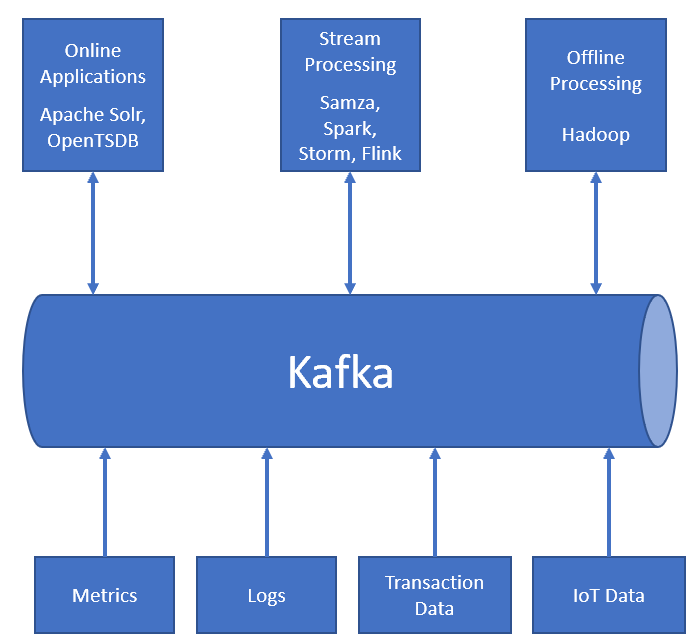 Online
Applications
Apache Solr,
OpenTSDB
Stream
Processing
Samza,
Spark,
Storm, Flink
Offline
Processing
Hadoop
Kafka
Metrics
Logs
Transaction
Data
IoT Data